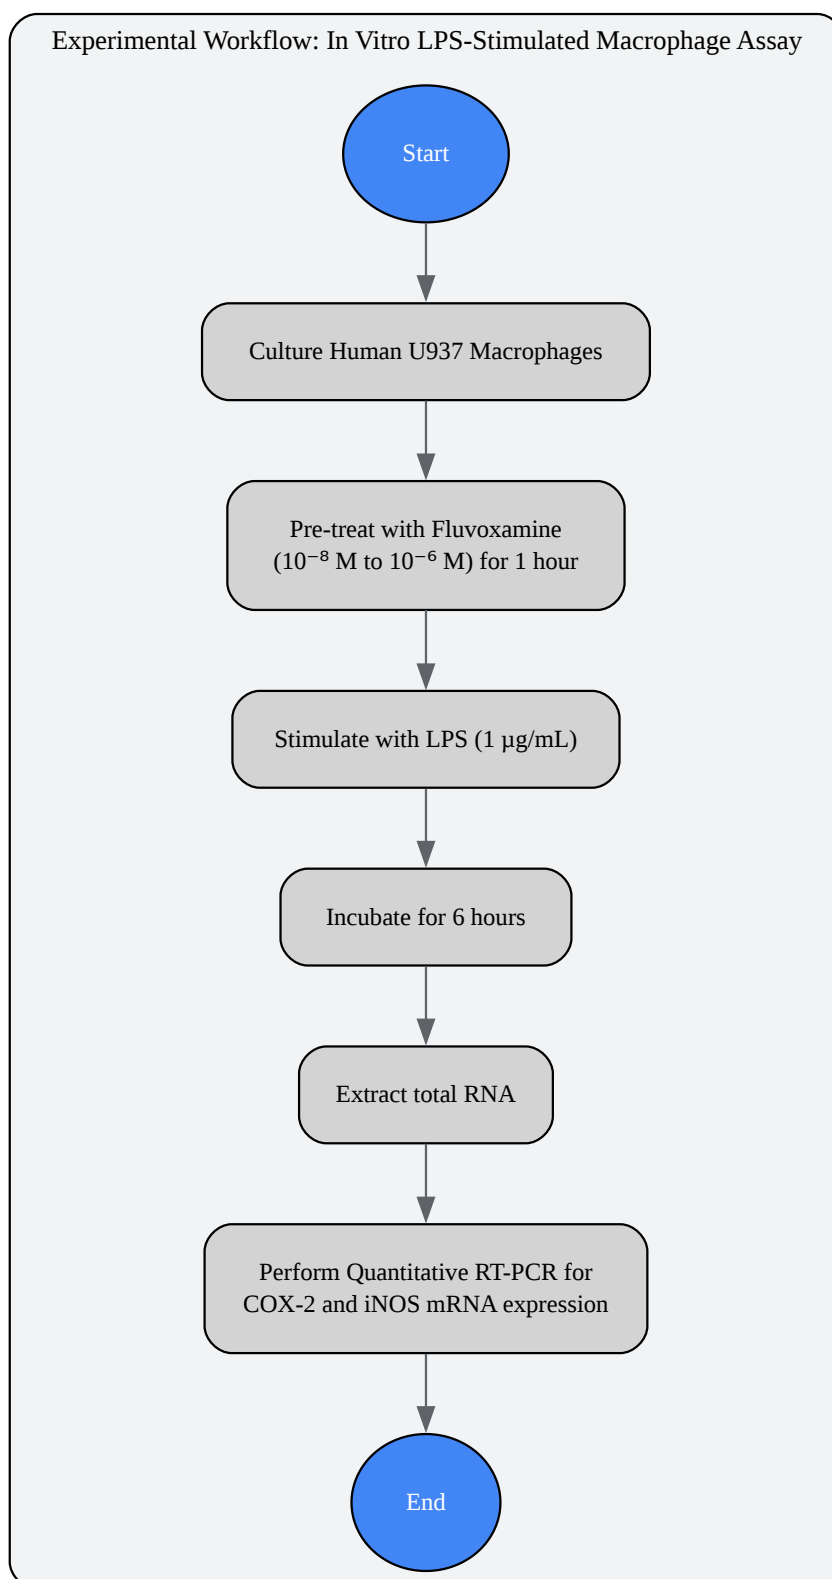 Experimental Workflow: In Vitro LPS-Stimulated Macrophage Assay
Start
Culture Human U937 Macrophages
Pre-treat with Fluvoxamine
(10⁻⁸ M to 10⁻⁶ M) for 1 hour
Stimulate with LPS (1 µg/mL)
Incubate for 6 hours
Extract total RNA
Perform Quantitative RT-PCR for
COX-2 and iNOS mRNA expression
End